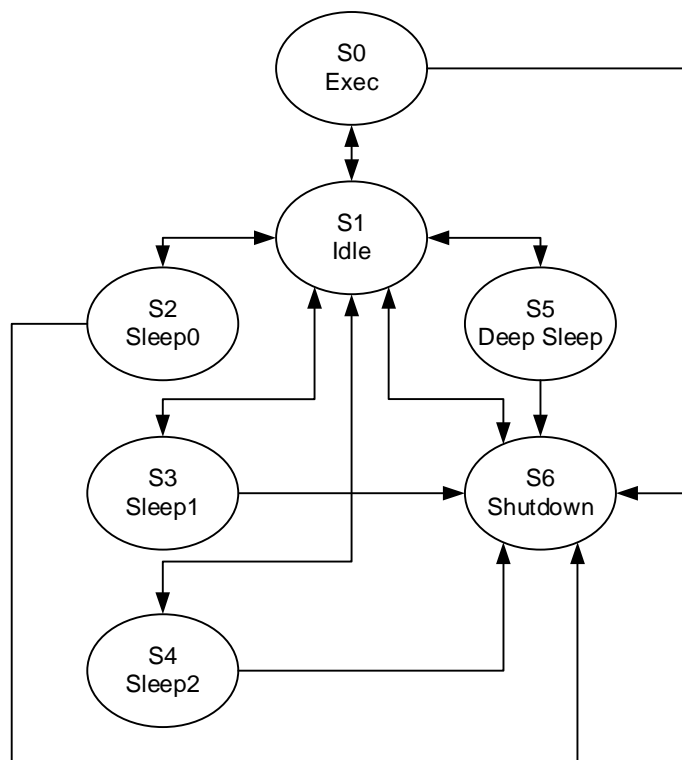 S0
Exec
S1
Idle
S2
Sleep0
S5
Deep Sleep
S3
Sleep1
S6
Shutdown
S4
Sleep2